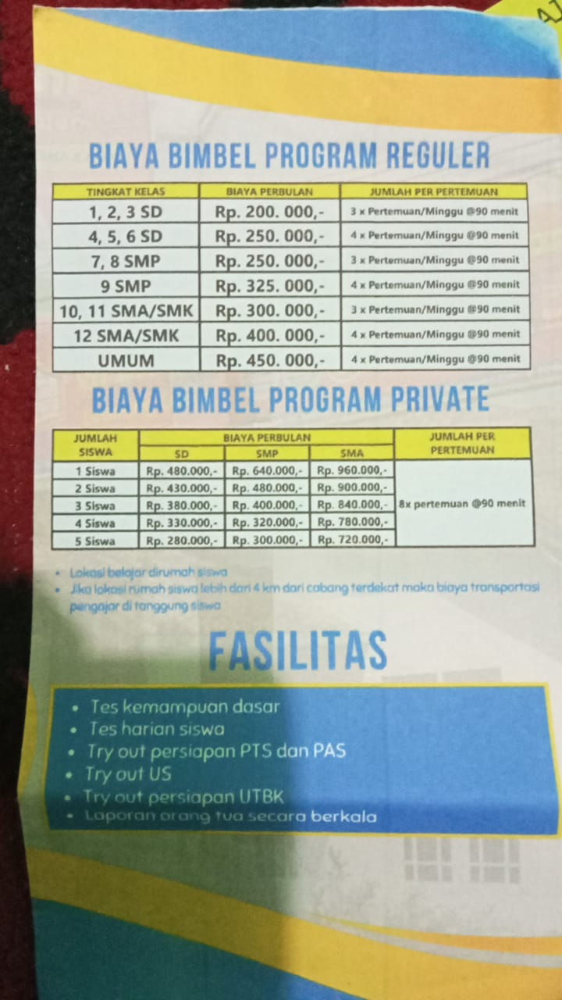 AJ
BIAYA BIMBEL PROGRAM REGULER
TINGKAT KELAS BIAYA PERBULAN JUMLAH PER PERTEMUAN
1, 2, 3 SD Rp. 200. 000,- 3 x Pertemuan/Minggu @90 menit
4, 5, 6 SD Rp. 250. 000,- 4 x Pertemuan/Minggu @90 menit
7, 8 SMP Rp. 250. 000,- 3 x Pertemuan/Minggu @90 menit
9 SMP Rp. 325. 000,- 4 x Pertemuan/Minggu @90 menit
10, 11 SMA/SMK Rp. 300. 000,- 3 x Pertemuan/Minggu @90 menit
12 SMA/SMK Rp. 400. 000,- 4 x Pertemuan/Minggu @90 menit
UMUM Rp. 450. 000,- 4 x Pertemuan/Minggu @90 menit
BIAYA BIMBEL PROGRAM PRIVATE
JUMLAH SISWA BIAYA PERBULAN JUMLAH PER PERTEMUAN
SD SMP SMA
1 Siswa Rp. 480.000,- Rp. 640.000,- Rp. 960.000,-
2 Siswa Rp. 430.000,- Rp. 480.000,- Rp. 900.000,-
3 Siswa Rp. 380.000,- Rp. 400.000,- Rp. 840.000,- 8x pertemuan @90 menit
4 Siswa Rp. 330.000,- Rp. 320.000,- Rp. 780.000,-
5 Siswa Rp. 280.000,- Rp. 300.000,- Rp. 720.000,-
• Lokasi belajar dirumah siswa
• Jika lokasi rumah siswa lebih dari 4 km dari cabang terdekat maka biaya transportasi
pengajar di tanggung siswa
FASILITAS
• Tes kemampuan dasar
• Tes harian siswa
• Try out persiapan PTS dan PAS
• Try out US
• Try out persiapan UTBK
• Laporan orang tua secara berkala